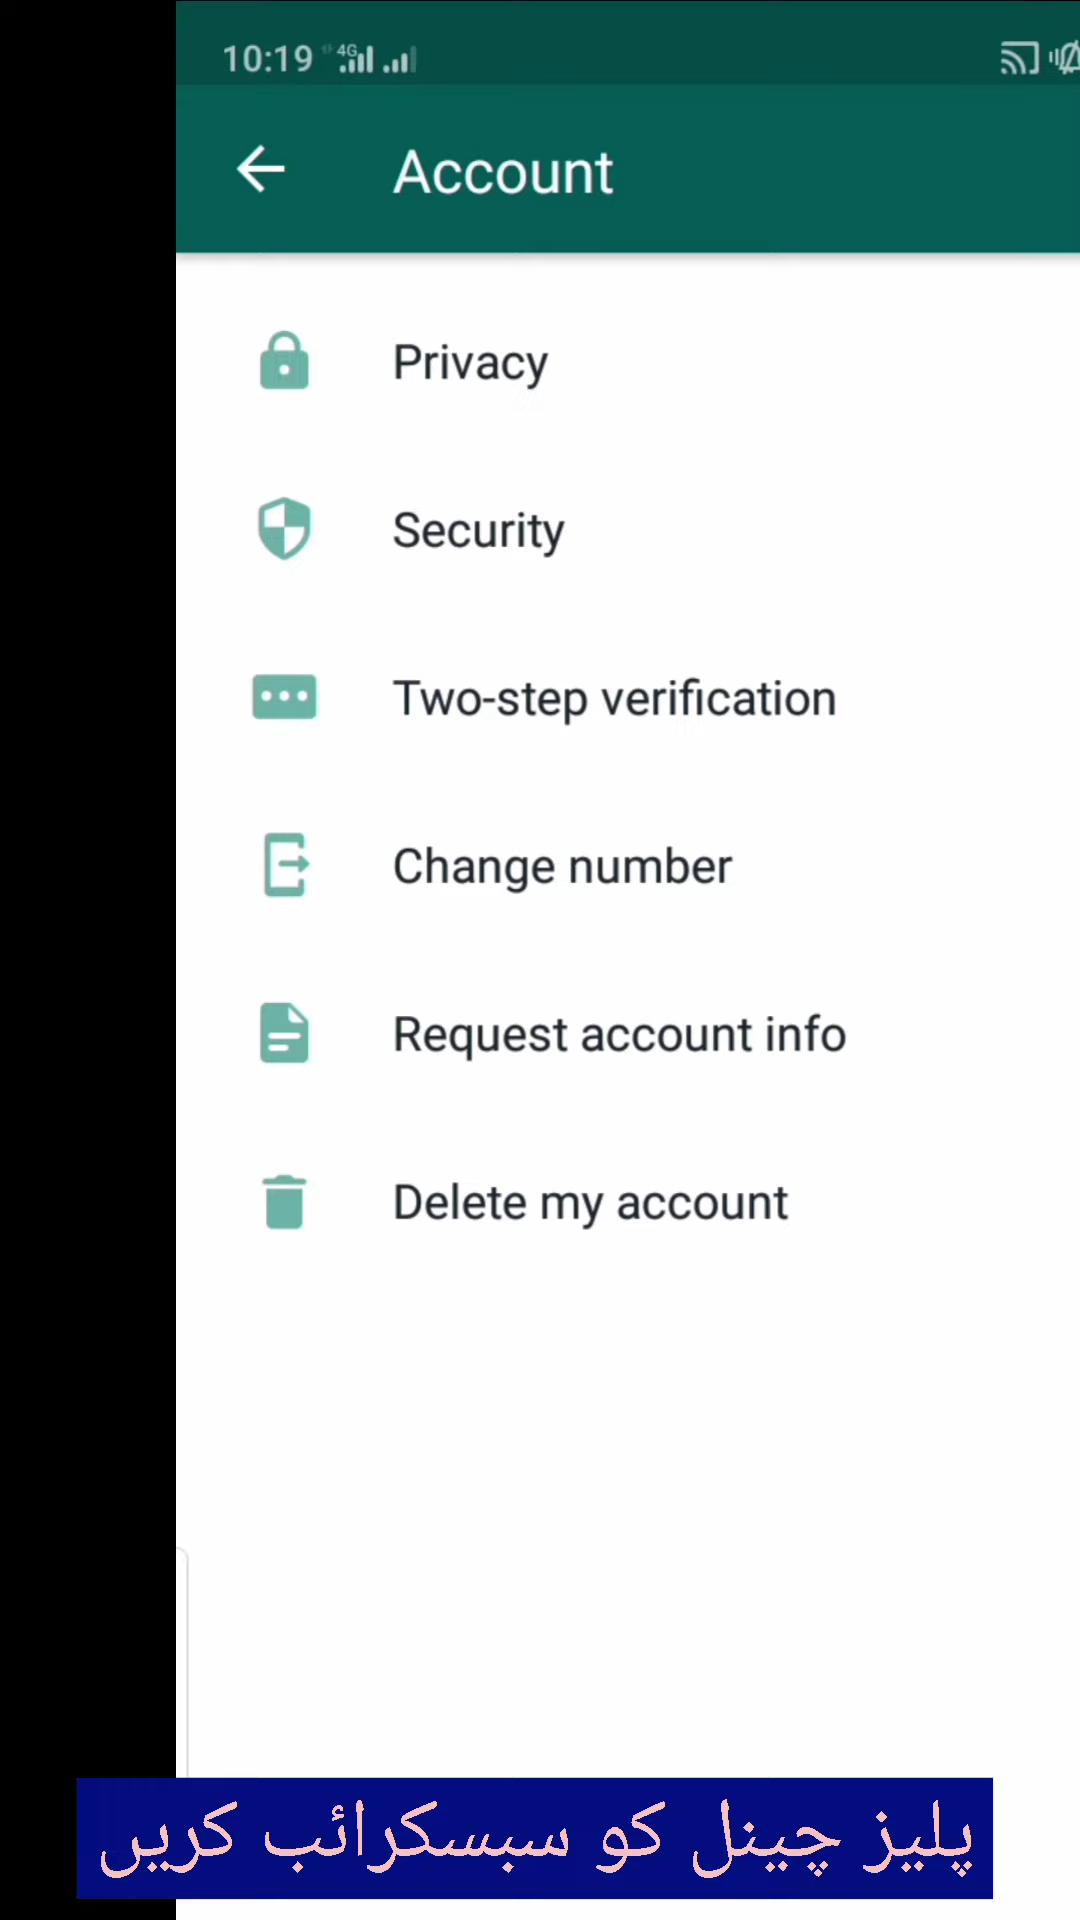 10:19 4G
Account
Privacy
Security
Two-step verification
Change number
Request account info
Delete my account
پلیز چینل کو سبسکرائب کریں